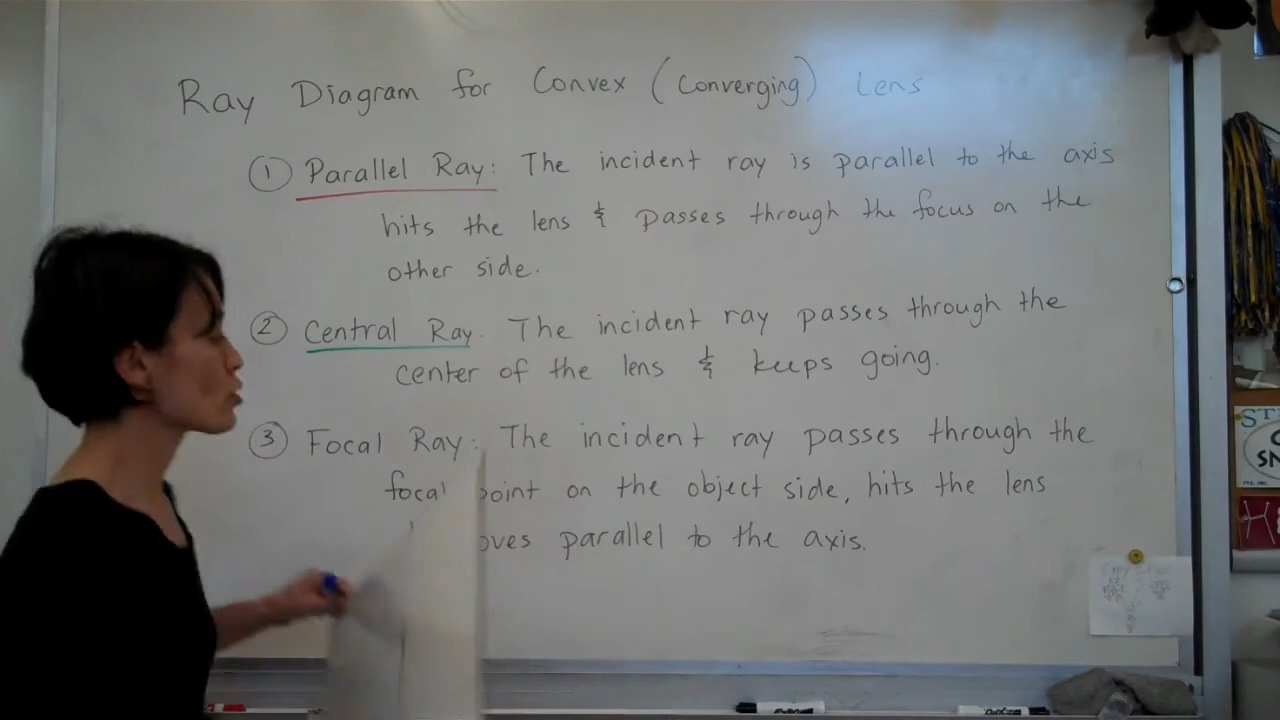 Ray Diagram for Convex (Converging) Lens
① Parallel Ray: The incident ray is parallel to the axis
hits the lens & passes through the focus on the
other side.
② Central Ray. The incident ray passes through the
center of the lens & keeps going.
③ Focal Ray: The incident ray passes through the
focal point on the object side, hits the lens
parallel to the axis.